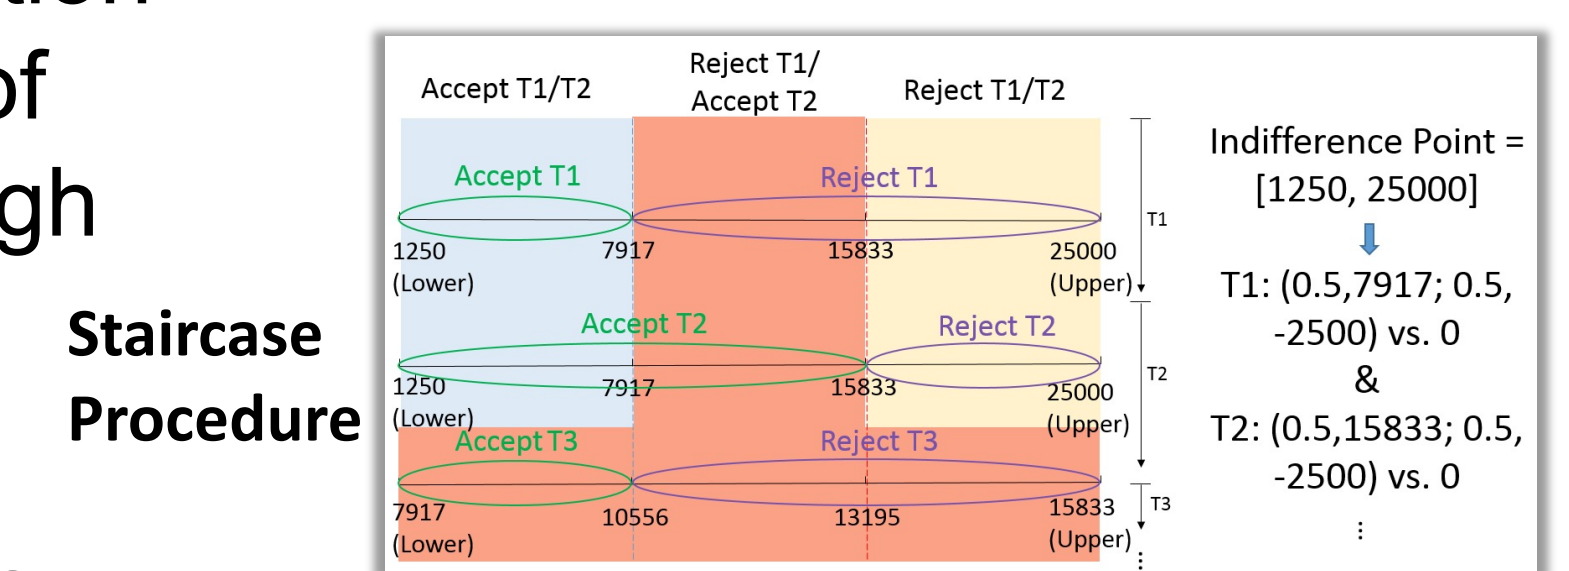 tion
of
gh
Staircase
Procedure
Accept T1/T2
Reject T1/
Accept T2
Reject T1/T2
Accept T1
Reject T1
1250
(Lower)
7917
15833
25000
(Upper)
T1
Accept T2
Reject T2
1250
(Lower)
7917
15833
25000
(Upper)
T2
Accept T3
Reject T3
7917
(Lower)
10556
13195
15833
(Upper)
T3
⋮
Indifference Point =
[1250, 25000]
T1: (0.5,7917; 0.5,
-2500) vs. 0
&
T2: (0.5,15833; 0.5,
-2500) vs. 0
⋮